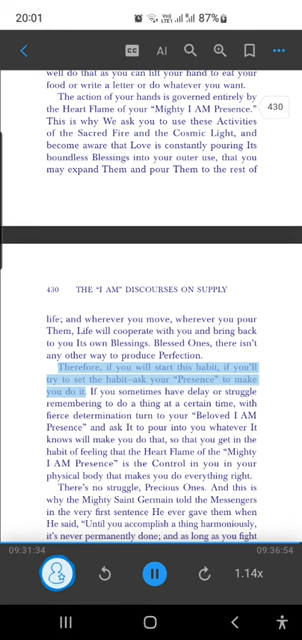 20:01
87%
CC
AI
well do that as you can lift your hand to eat your
food or write a letter or do whatever you want.
The action of your hands is governed entirely by
the Heart Flame of your “Mighty I AM Presence.”
This is why We ask you to use these Activities
of the Sacred Fire and the Cosmic Light, and
become aware that Love is constantly pouring Its
boundless Blessings into your outer use, that you
may expand Them and pour Them to the rest of
430
430 THE “I AM” DISCOURSES ON SUPPLY
life; and wherever you move, wherever you pour
Them, Life will cooperate with you and bring back
to you Its own Blessings. Blessed Ones, there isn’t
any other way to produce Perfection.
Therefore, if you will start this habit, if you’ll
try to set the habit–ask your “Presence” to make
you do it. If you sometimes have delay or struggle
remembering to do a thing at a certain time, with
fierce determination turn to your “Beloved I AM
Presence” and ask It to pour into you whatever It
knows will make you do that, so that you get in the
habit of feeling that the Heart Flame of the “Mighty
I AM Presence” is the Control in you in your
physical body that makes you do everything right.
There’s no struggle, Precious Ones. And this is
why the Mighty Saint Germain told the Messengers
in the very first sentence He ever gave them when
He said, “Until you accomplish a thing harmoniously,
it’s never permanently done; and as long as you fight
09:31:34
09:36:54
1.14x